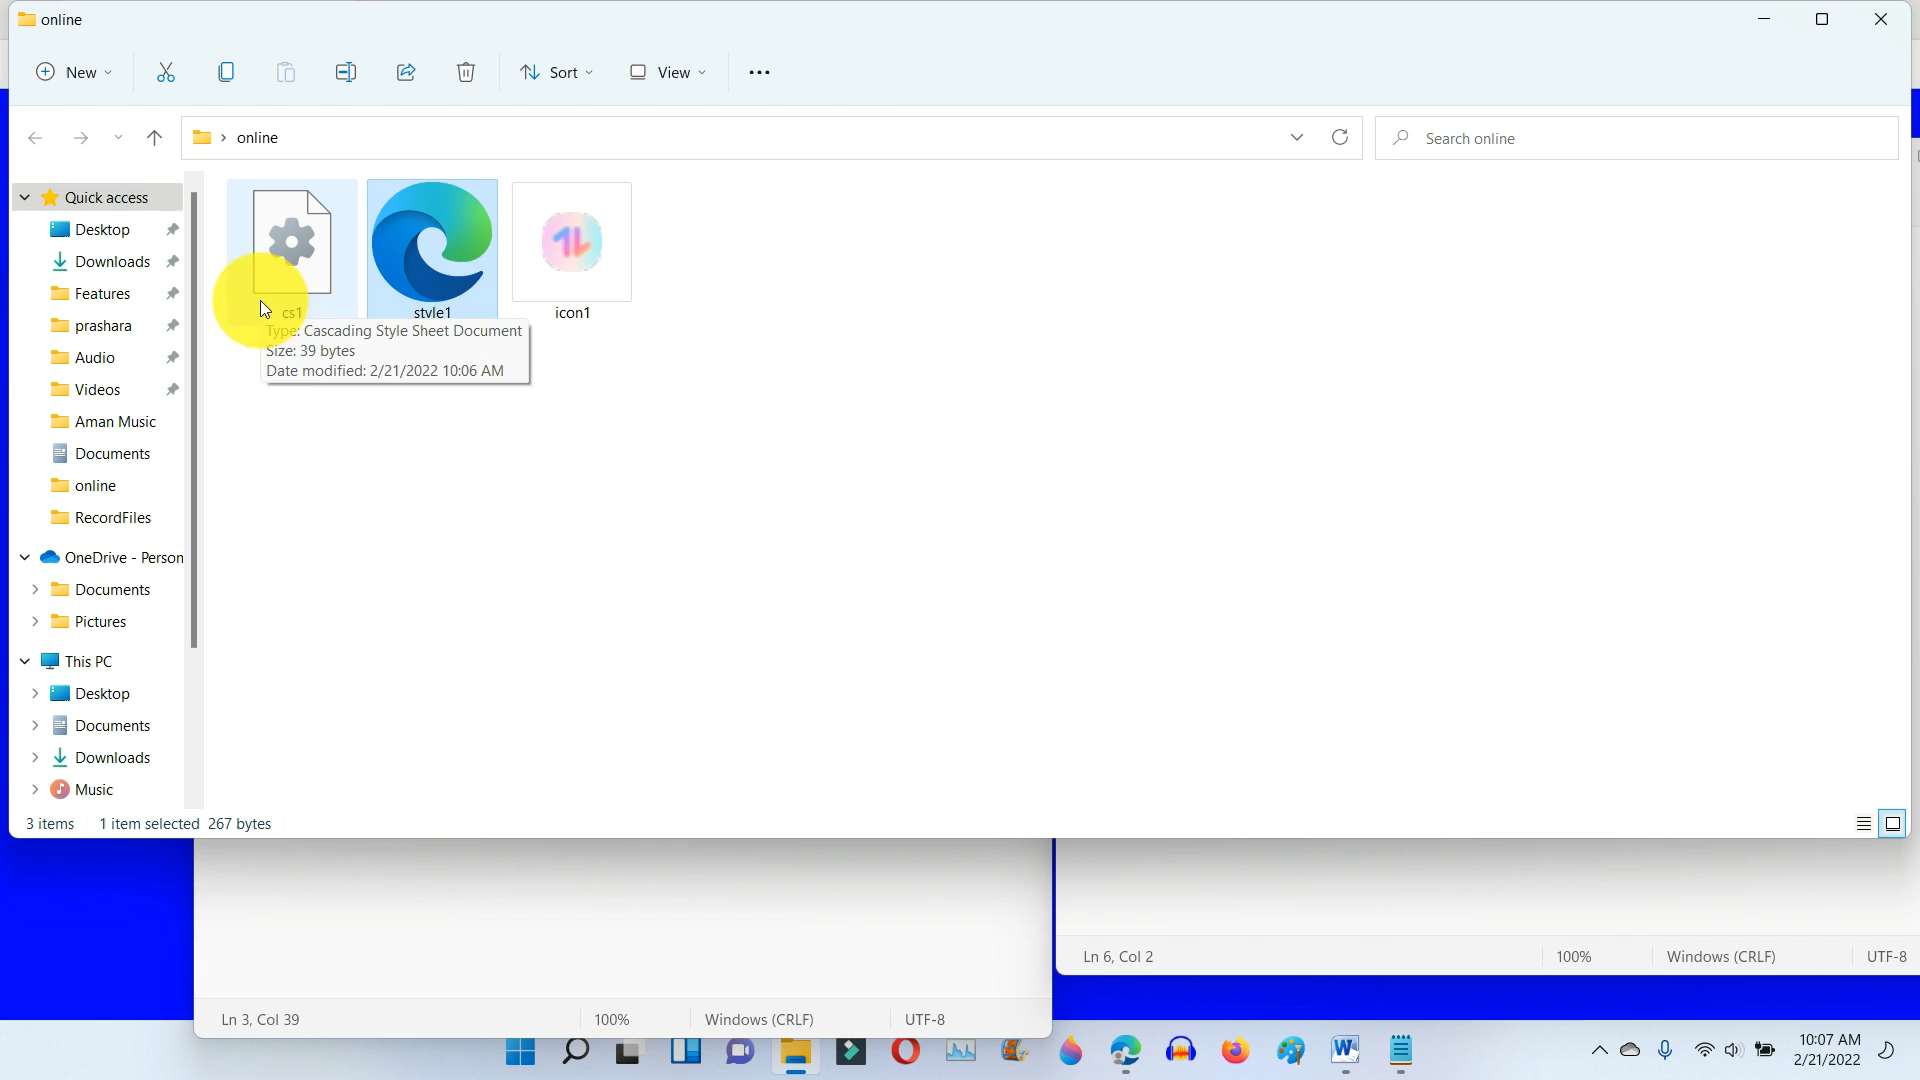 online
New
Sort
View
online
Search online
Quick access
Desktop
Downloads
Features
prashara
Audio
Videos
Aman Music
Documents
online
RecordFiles
OneDrive - Person
Documents
Pictures
This PC
Desktop
Documents
Downloads
Music
cs1
style1
icon1
Type: Cascading Style Sheet Document
Size: 39 bytes
Date modified: 2/21/2022 10:06 AM
3 items 1 item selected 267 bytes
Ln 6, Col 2 100% Windows (CRLF) UTF-8
Ln 3, Col 39 100% Windows (CRLF) UTF-8
10:07 AM
2/21/2022